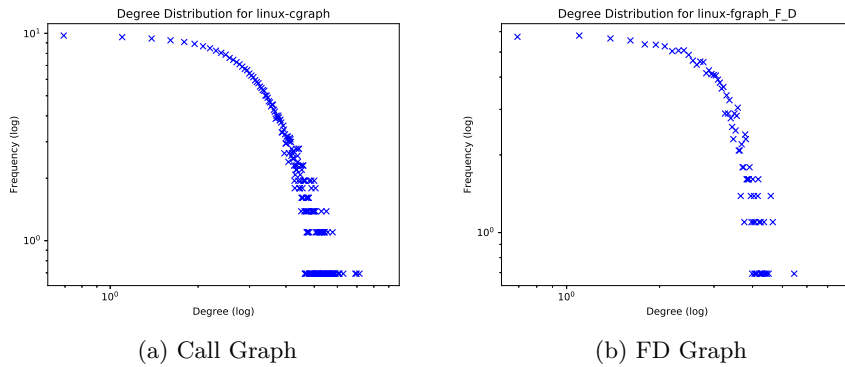 Degree Distribution for linux-cgraph
10¹
Frequency (log)
10⁰
10⁰
Degree (log)
(a) Call Graph
Degree Distribution for linux-fgraph_F_D
Frequency (log)
10⁰
10⁰
Degree (log)
(b) FD Graph